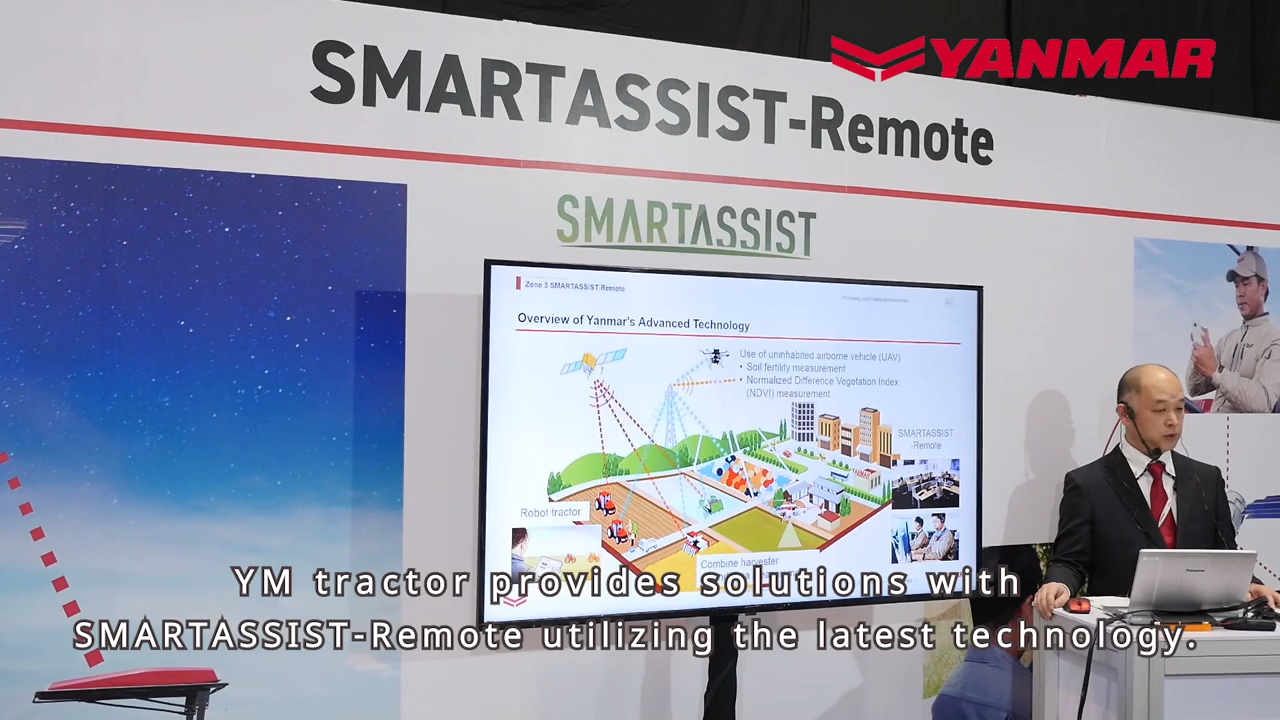 YANMAR
SMARTASSIST-Remote
SMARTASSIST
Zone 3 SMARTASSIST-Remote
Overview of Yanmar's Advanced Technology
Use of uninhabited airborne vehicle (UAV)
• Soil fertility measurement
• Normalized Difference Vegetation Index
(NDVI) measurement
SMARTASSIST
-Remote
YANMAR
Robot tractor
Combine harvester
YM tractor provides solutions with
SMARTASSIST-Remote utilizing the latest technology.
Panasonic